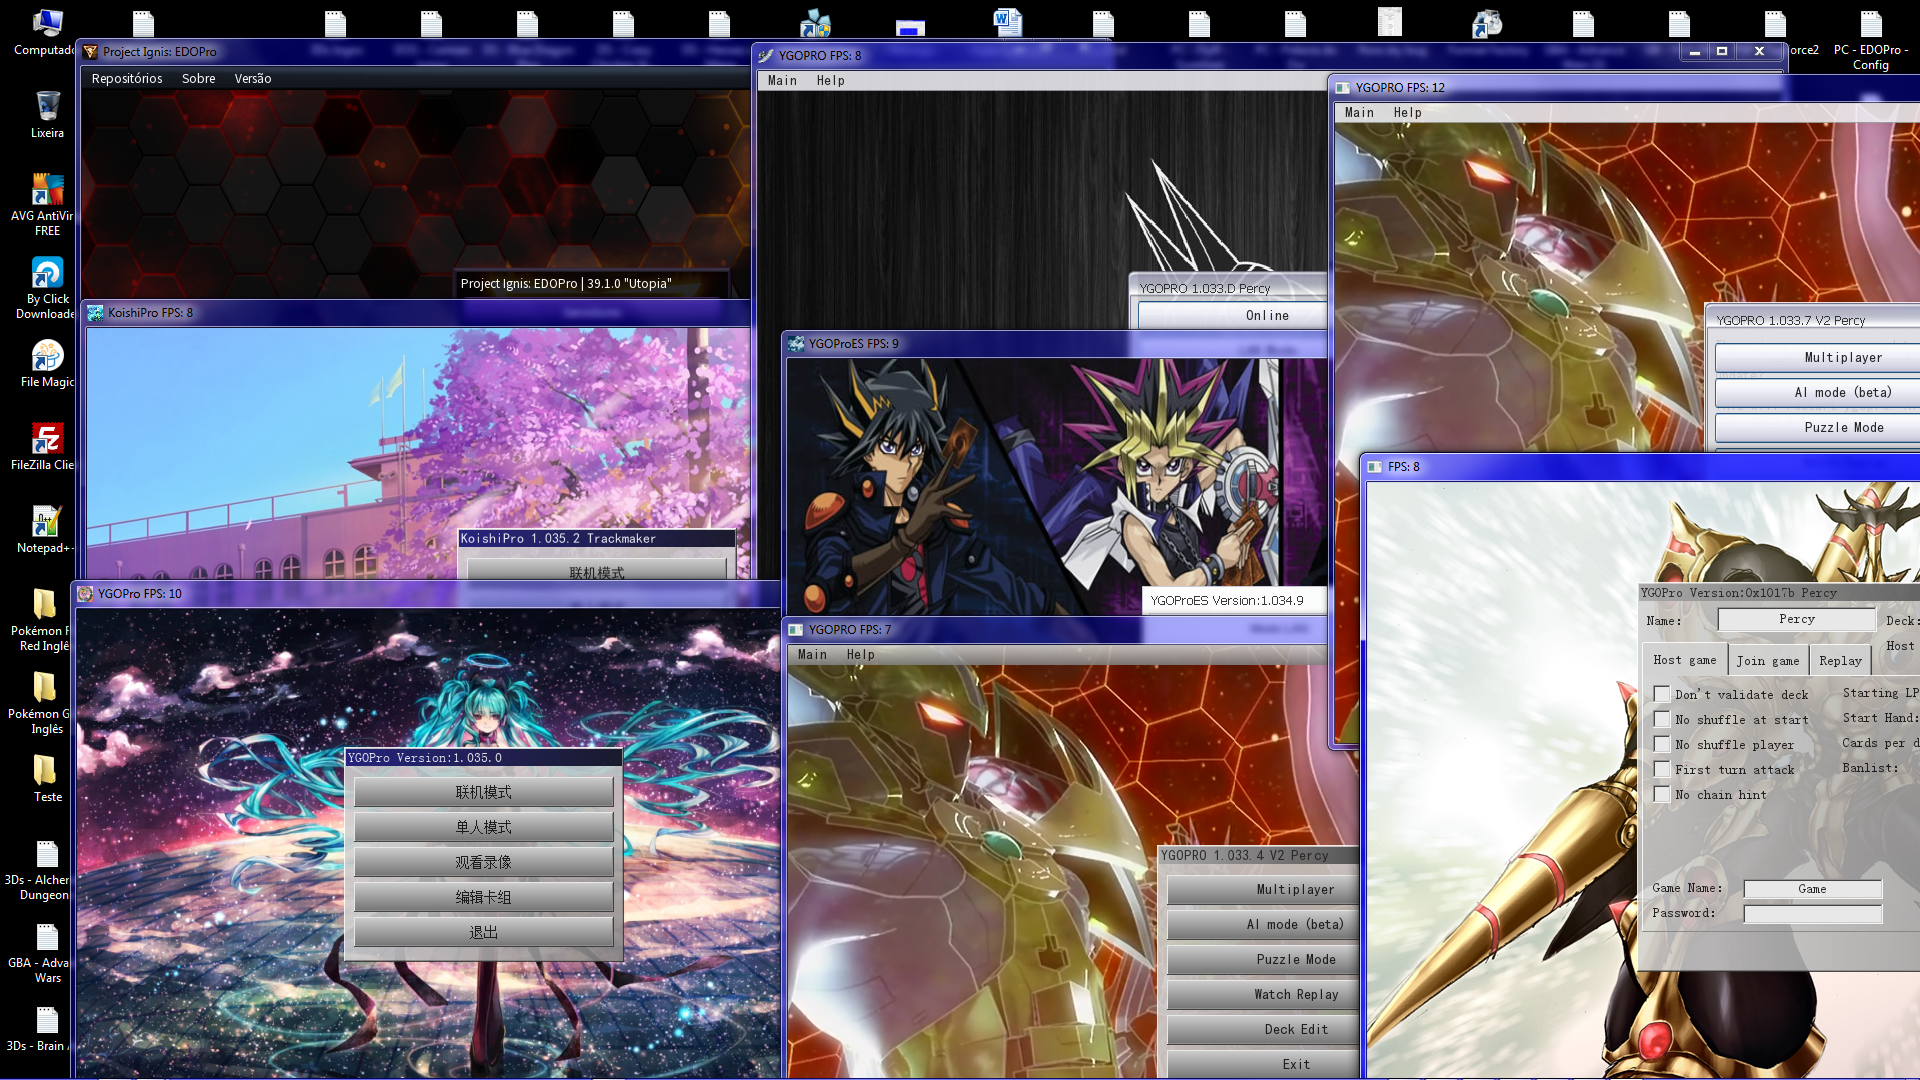 Computado
Lixeira
AVG AntiVir
FREE
By Click
Downloade
File Magic
FileZilla Clie
Notepad+
Pokémon F
Red Inglê
Pokémon G
Inglês
Teste
3Ds - Alcher
Dungeon
GBA - Adva
Wars
3Ds - Brain
orce2
PC - EDOPro -
Config
Project Ignis: EDOPro
Repositórios Sobre Versão
Project Ignis: EDOPro | 39.1.0 "Utopia"
KoishiPro FPS: 8
KoishiPro 1.035.2 Trackmaker
联机模式
YGOPro FPS: 10
YGOPro Version:1.035.0
联机模式
单人模式
观看录像
编辑卡组
退出
YGOPRO FPS: 8
Main Help
YGOPRO 1.033.D Percy
Online
YGOProES FPS: 9
YGOProES Version:1.034.9
YGOPRO FPS: 7
Main Help
YGOPRO 1.033.4 V2 Percy
Multiplayer
AI mode (beta)
Puzzle Mode
Watch Replay
Deck Edit
Exit
YGOPRO FPS: 12
Main Help
YGOPRO 1.033.7 V2 Percy
Multiplayer
AI mode (beta)
Puzzle Mode
FPS: 8
YGOPro Version:0x1017b Percy
Name: Percy Deck:
Host
Host game Join game Replay
Don't validate deck Starting LP
No shuffle at start Start Hand:
No shuffle player Cards per d
First turn attack Banlist:
No chain hint
Game Name: Game
Password: